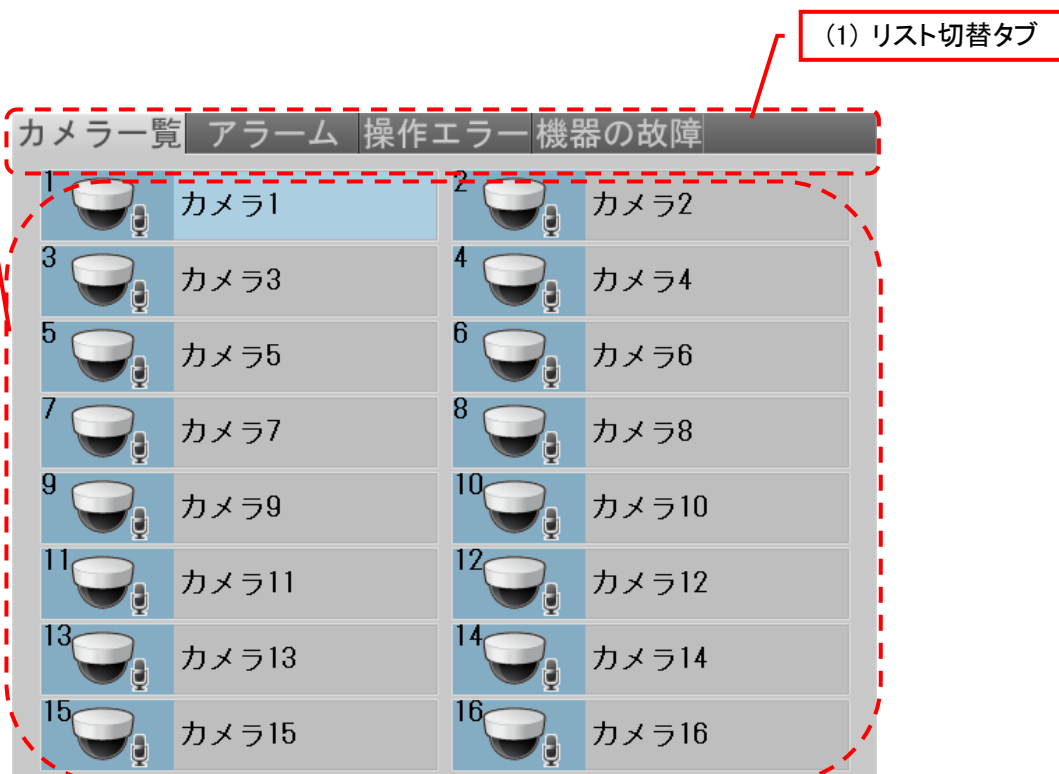 (1) リスト切替タブ
カメラ一覧 アラーム 操作エラー 機器の故障
1 カメラ1 2 カメラ2
3 カメラ3 4 カメラ4
5 カメラ5 6 カメラ6
7 カメラ7 8 カメラ8
9 カメラ9 10 カメラ10
11 カメラ11 12 カメラ12
13 カメラ13 14 カメラ14
15 カメラ15 16 カメラ16